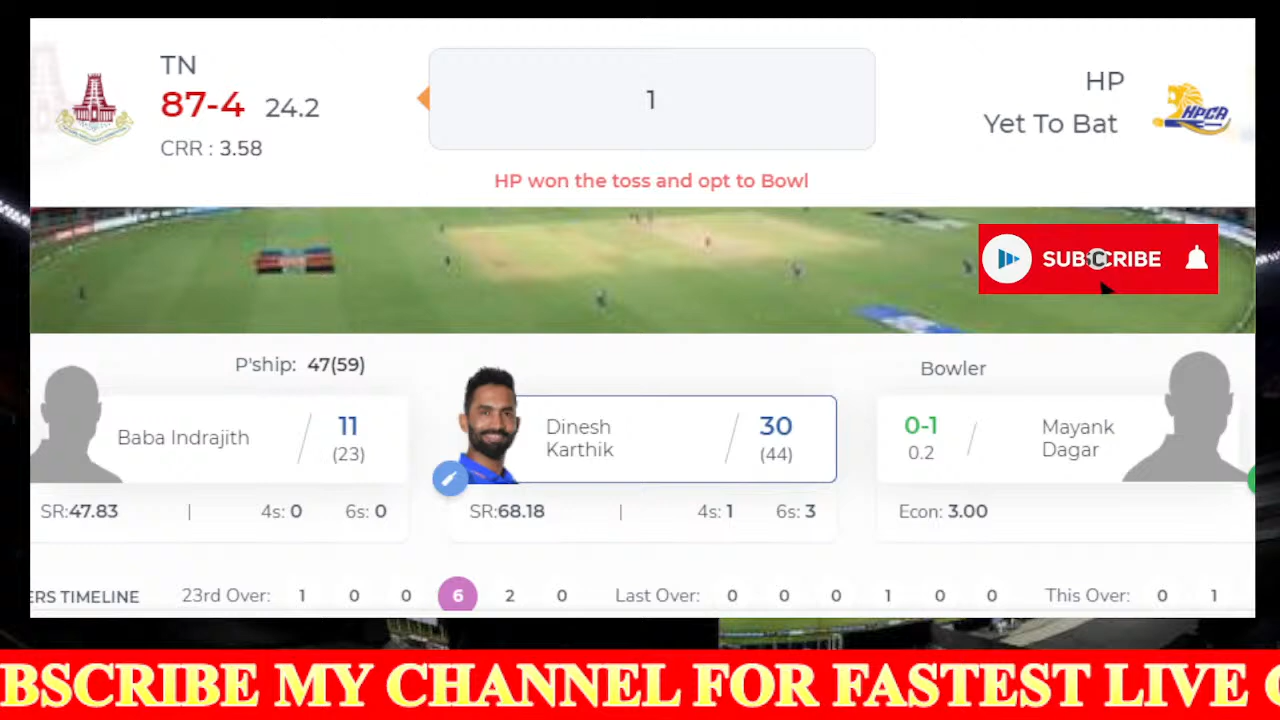 TN
87-4 24.2
CRR : 3.58
1
HP won the toss and opt to Bowl
HP
Yet To Bat
HPCA
SUBSCRIBE
P'ship: 47(59)
Baba Indrajith
11
(23)
SR:47.83 | 4s: 0 6s: 0
Dinesh
Karthik
30
(44)
SR:68.18 | 4s: 1 6s: 3
Bowler
0-1
0.2
Mayank
Dagar
Econ: 3.00
ERS TIMELINE 23rd Over: 1 0 0 6 2 0 Last Over: 0 0 0 1 0 0 This Over: 0 1
BSCRIBE MY CHANNEL FOR FASTEST LIVE